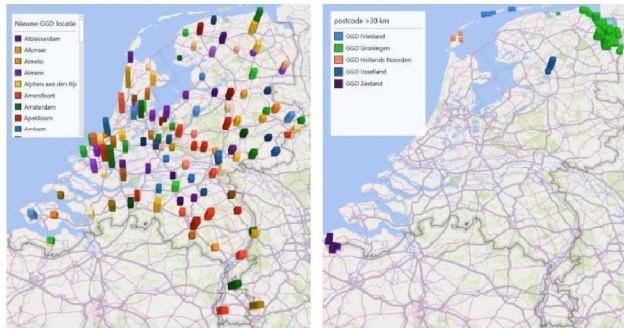 Nieuwe GGD locatie
Alblasserdam
Alkmaar
Almelo
Almere
Alphen aan den Rij
Amersfoort
Amsterdam
Apeldoorn
Arnhem
postcode >30 km
GGD Friesland
GGD Groningen
GGD Hollands Noorden
GGD IJsselland
GGD Zeeland